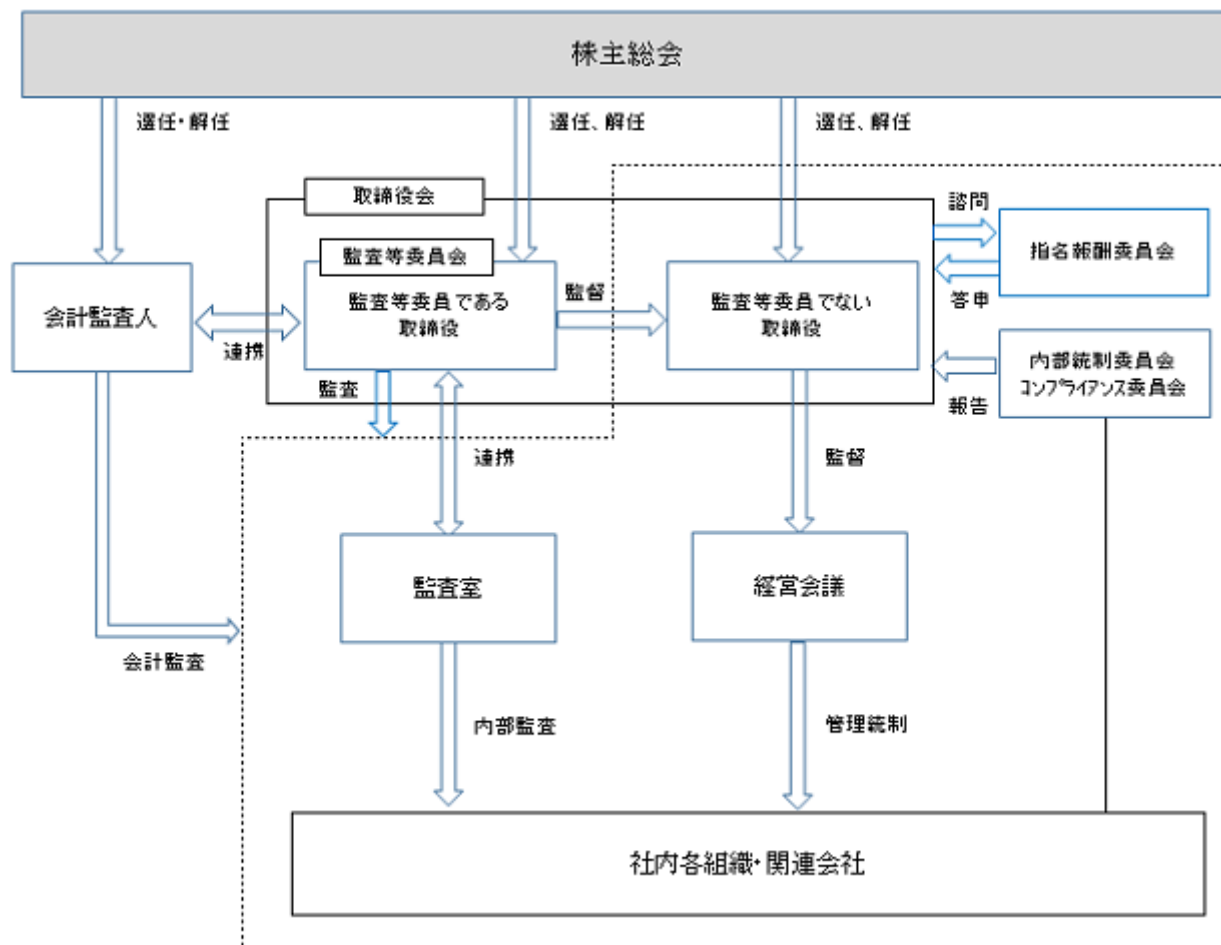 株主総会
選任・解任
選任、解任
選任、解任
取締役会
諮問
指名報酬委員会
答申
監査等委員会
監査等委員である
取締役
監督
監査等委員でない
取締役
会計監査人
連携
内部統制委員会
コンプライアンス委員会
報告
監査
連携
監督
監査室
経営会議
会計監査
内部監査
管理統制
社内各組織・関連会社